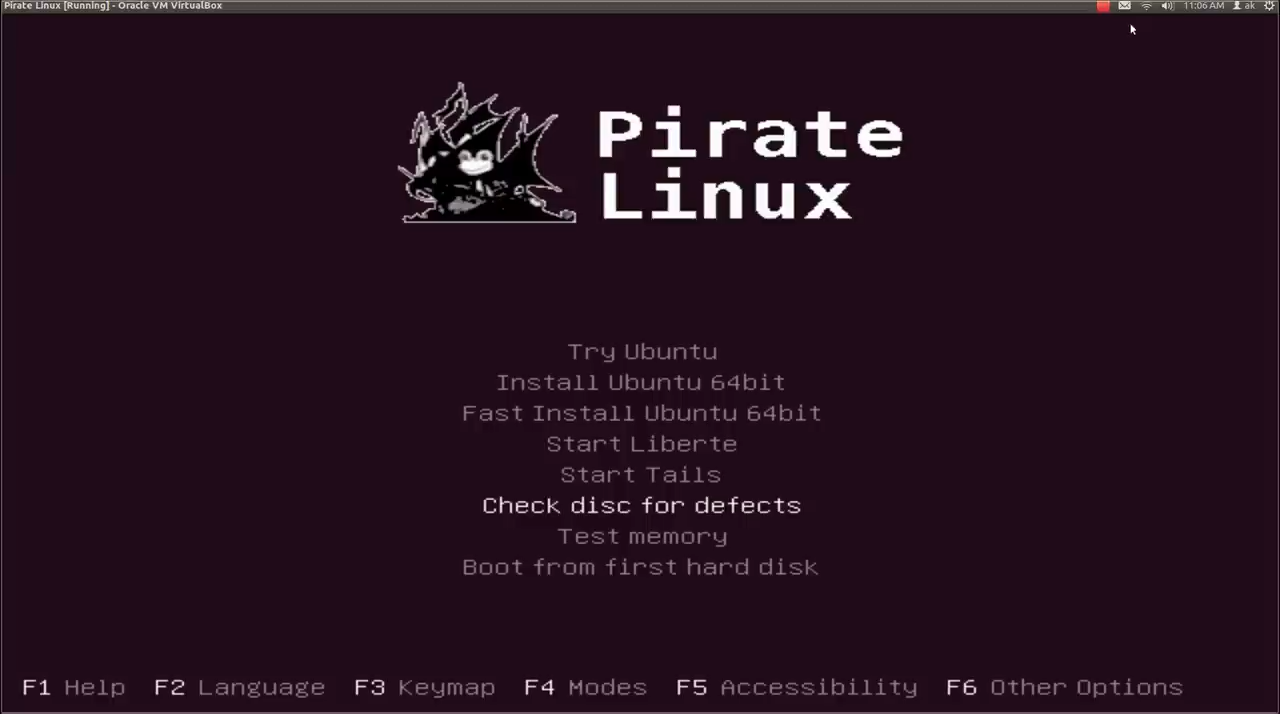 Pirate Linux [Running] - Oracle VM VirtualBox
11:06 AM ak
Pirate
Linux
Try Ubuntu
Install Ubuntu 64bit
Fast Install Ubuntu 64bit
Start Liberte
Start Tails
Check disc for defects
Test memory
Boot from first hard disk
F1 Help F2 Language F3 Keymap F4 Modes F5 Accessibility F6 Other Options